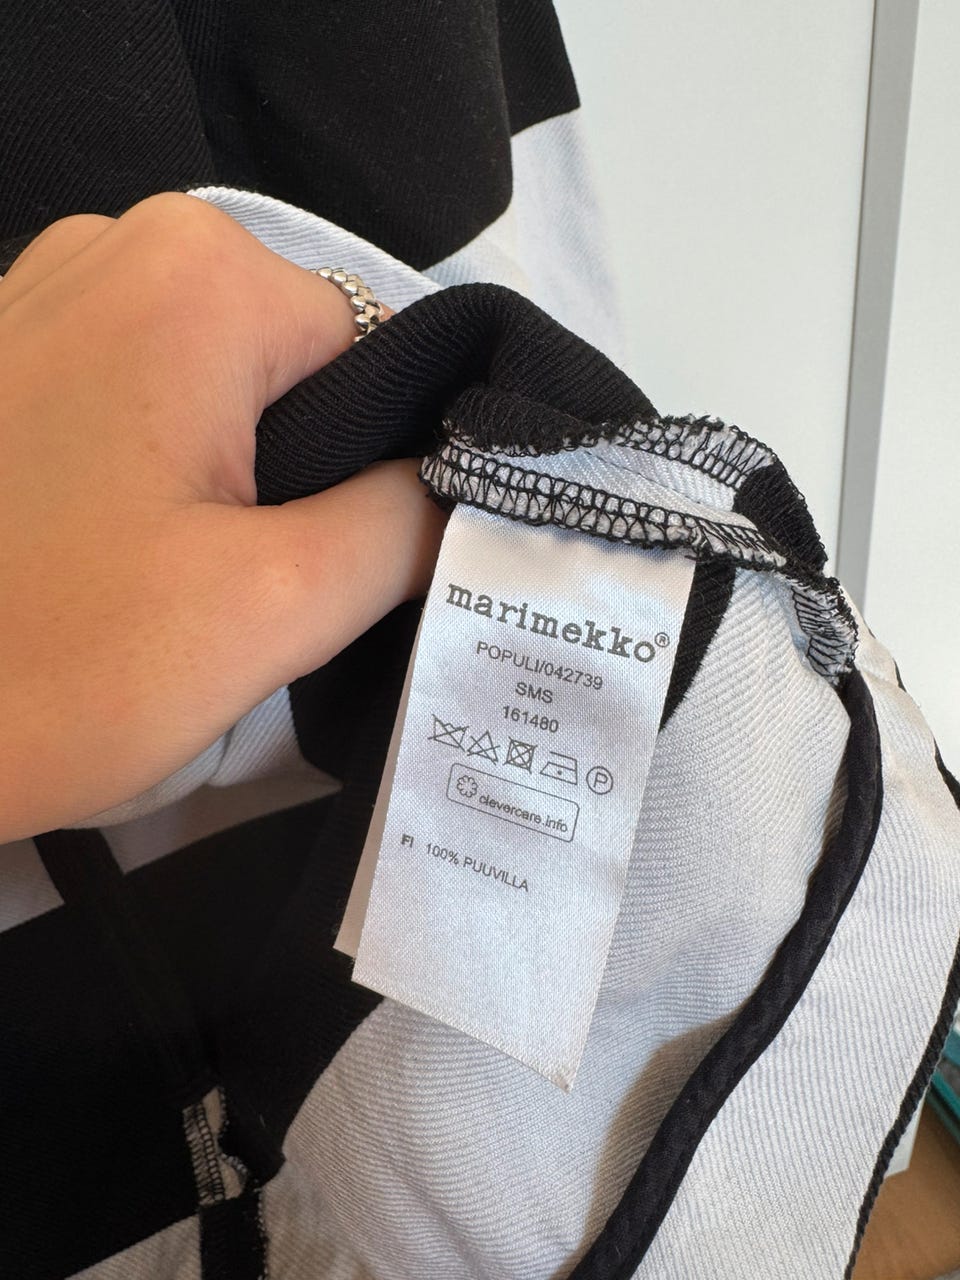 marimekko®
POPULI/042739
SMS
161480
P
clevercare.info
FI 100% PUUVILLA